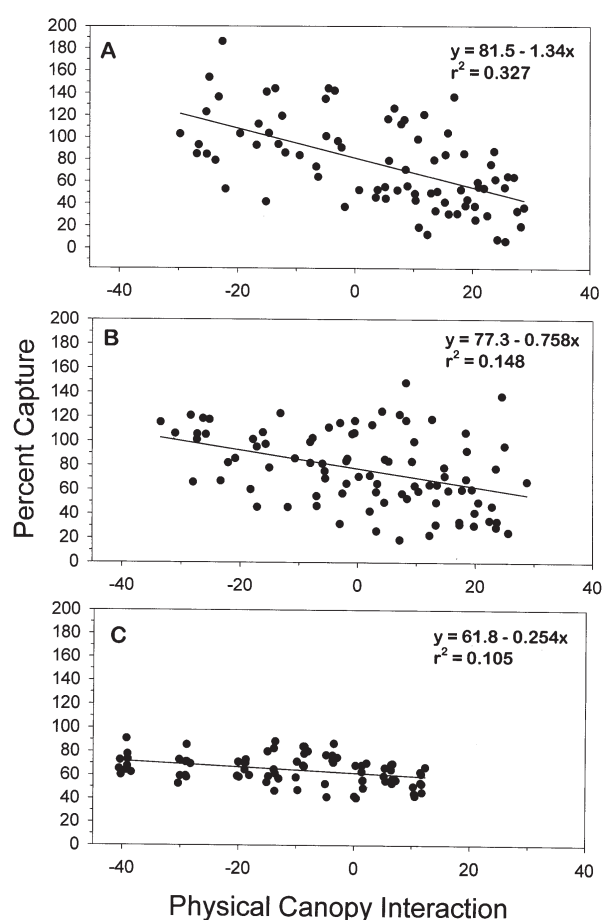 A
y = 81.5 - 1.34x
r² = 0.327
200
180
160
140
120
100
80
60
40
20
0
-40 -20 0 20 40
B
y = 77.3 - 0.758x
r² = 0.148
200
180
160
140
120
100
80
60
40
20
0
-40 -20 0 20 40
Percent Capture
C
y = 61.8 - 0.254x
r² = 0.105
200
180
160
140
120
100
80
60
40
20
0
-40 -20 0 20 40
Physical Canopy Interaction